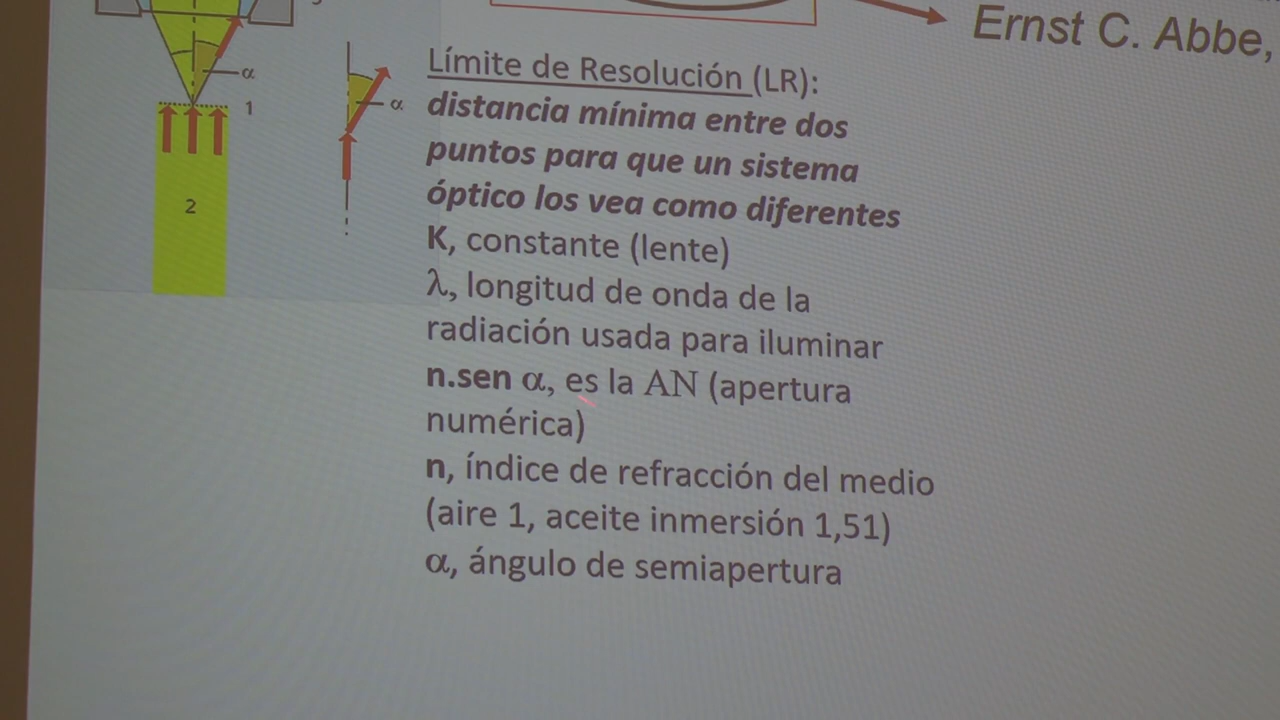 Ernst C. Abbe,
α
1
α
2
Límite de Resolución (LR):
distancia mínima entre dos
puntos para que un sistema
óptico los vea como diferentes
K, constante (lente)
λ, longitud de onda de la
radiación usada para iluminar
n.sen α, es la AN (apertura
numérica)
n, índice de refracción del medio
(aire 1, aceite inmersión 1,51)
α, ángulo de semiapertura